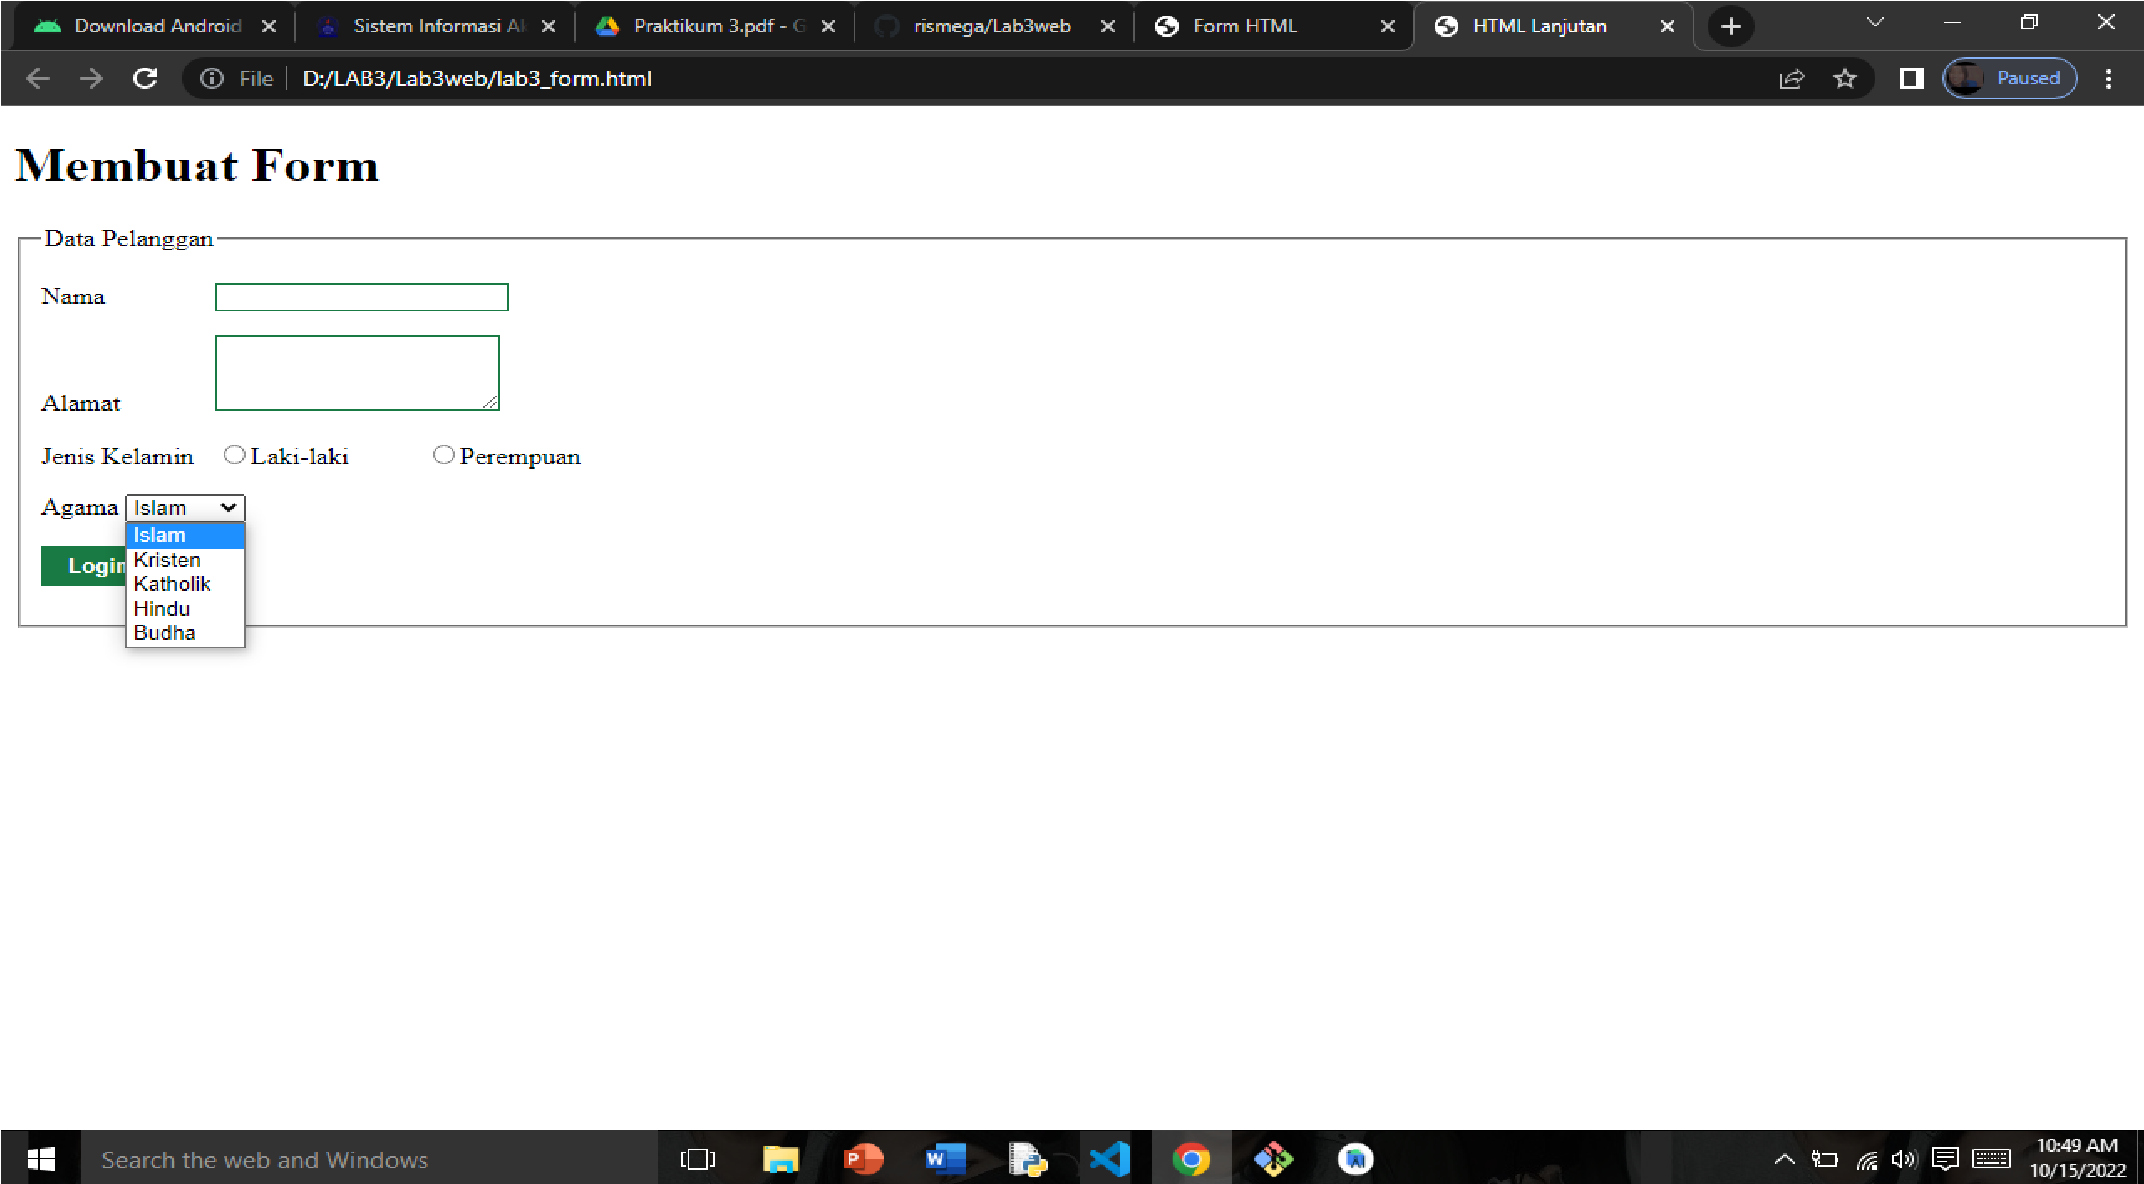 Download Android
Sistem Informasi Ak
Praktikum 3.pdf - G
rismega/Lab3web
Form HTML
HTML Lanjutan
File
D:/LAB3/Lab3web/lab3_form.html
Paused
Membuat Form
Data Pelanggan
Nama
Alamat
Jenis Kelamin Laki-laki Perempuan
Agama Islam
Islam
Kristen
Login
Katholik
Hindu
Budha
Search the web and Windows
10:49 AM
10/15/2022